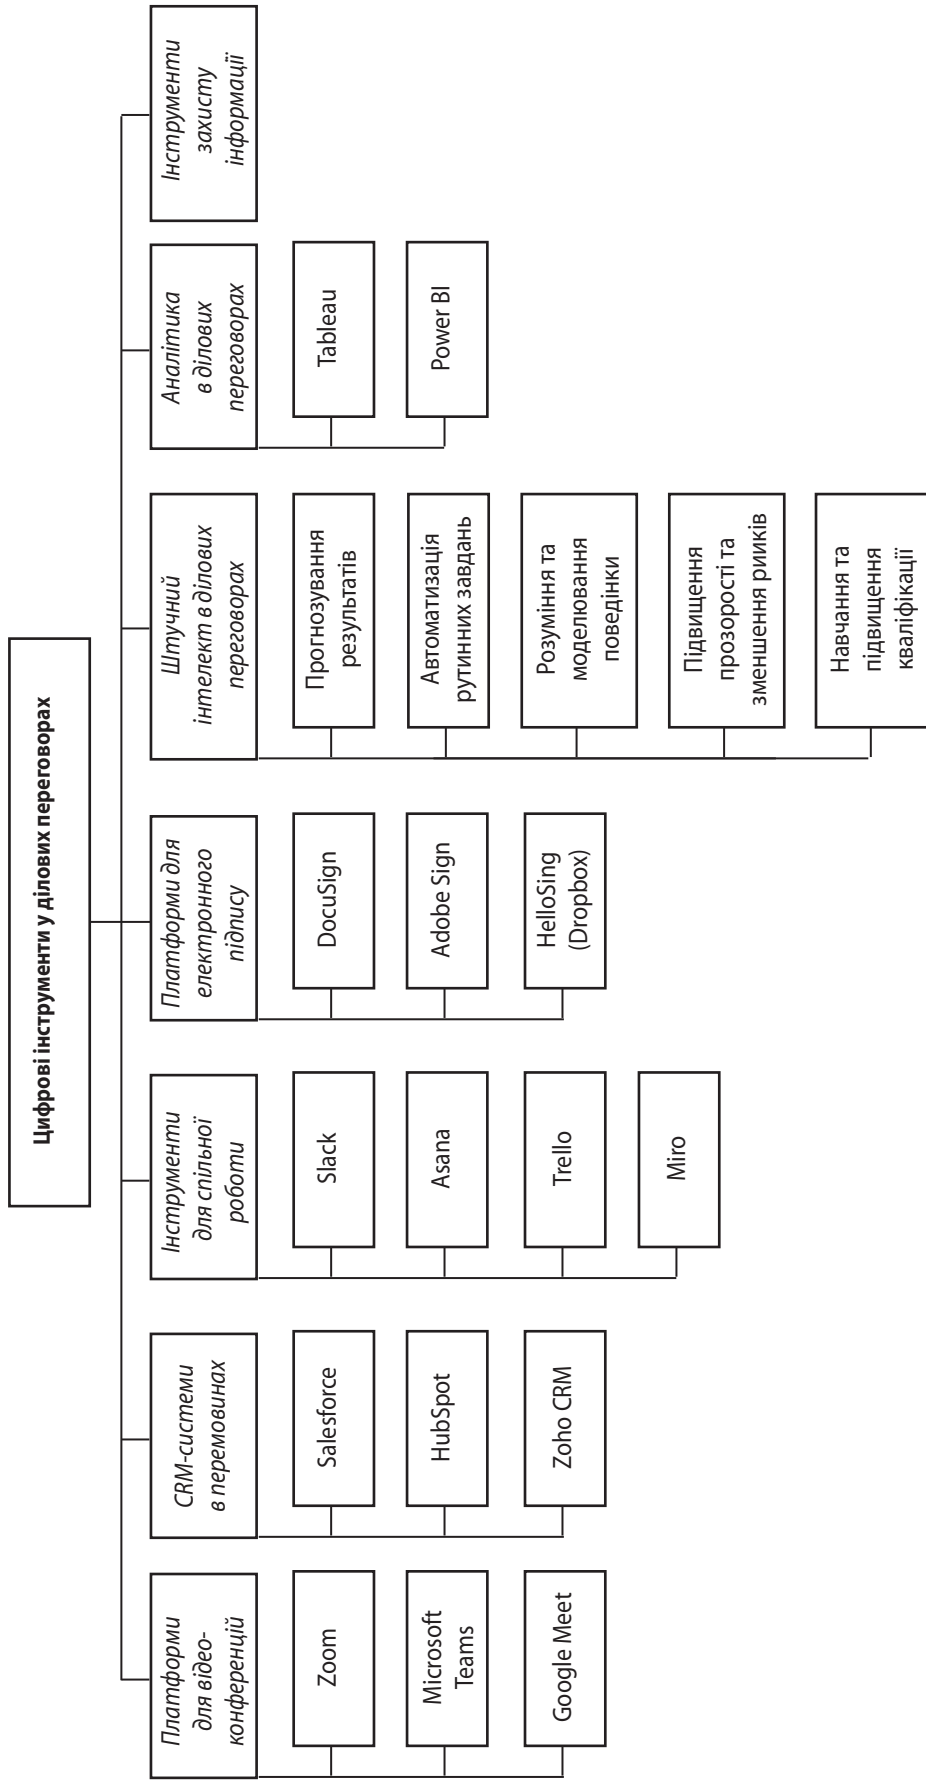 Цифрові інструменти у ділових переговорах
Платформи
для відео-
конференцій
Zoom
Microsoft
Teams
Google Meet
CRM-системи
в перемовинах
Salesforce
HubSpot
Zoho CRM
Інструменти
для спільної
роботи
Slack
Asana
Trello
Miro
Платформи для
електронного
підпису
DocuSign
Adobe Sign
HelloSing
(Dropbox)
Штучний
інтелект в ділових
переговорах
Прогнозування
результатів
Автоматизація
рутинних завдань
Розуміння та
моделювання
поведінки
Підвищення
прозорості та
зменшення рииків
Навчання та
підвищення
кваліфікації
Аналітика
в ділових
переговорах
Tableau
Power BI
Інструменти
захисту
інформації